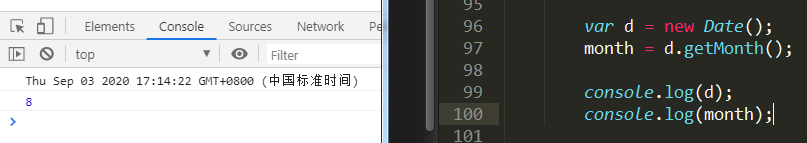 Elements Console Sources Network Pe
top Filter
Thu Sep 03 2020 17:14:22 GMT+0800 (中国标准时间)
8
>
95
96 var d = new Date();
97 month = d.getMonth();
98
99 console.log(d);
100 console.log(month);
101